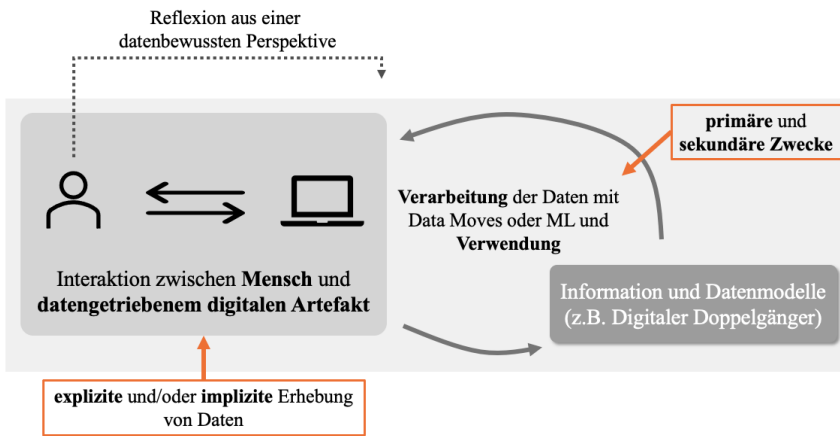 Reflexion aus einer
datenbewussten Perspektive
primäre und
sekundäre Zwecke
Verarbeitung der Daten mit
Data Moves oder ML und
Verwendung
Interaktion zwischen Mensch und
datengetriebenem digitalen Artefakt
Information und Datenmodelle
(z.B. Digitaler Doppelgänger)
explizite und/oder implizite Erhebung
von Daten